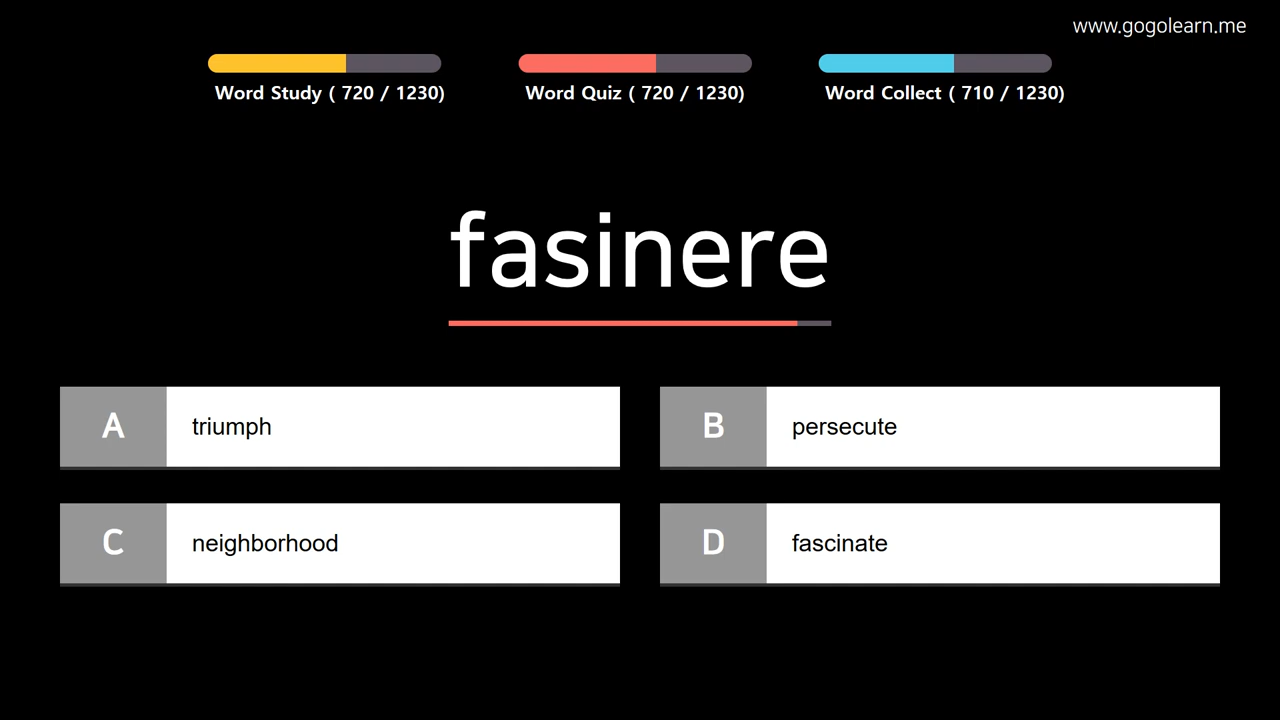 www.gogolearn.me
Word Study ( 720 / 1230)
Word Quiz ( 720 / 1230)
Word Collect ( 710 / 1230)
fasinere
A
triumph
B
persecute
C
neighborhood
D
fascinate